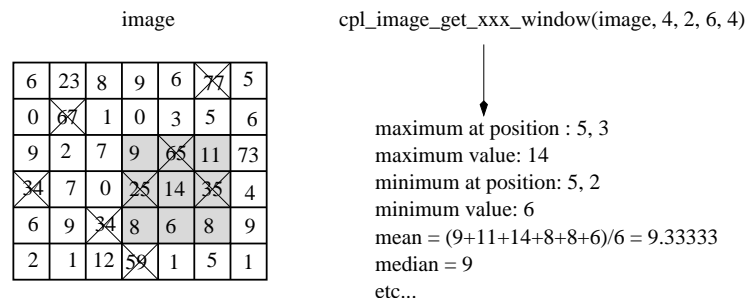 image
cpl_image_get_xxx_window(image, 4, 2, 6, 4)
6 23 8 9 6 77 5
0 67 1 0 3 5 6
9 2 7 9 65 11 73
34 7 0 25 14 35 4
6 9 34 8 6 8 9
2 1 12 59 1 5 1
maximum at position : 5, 3
maximum value: 14
minimum at position: 5, 2
minimum value: 6
mean = (9+11+14+8+8+6)/6 = 9.33333
median = 9
etc...